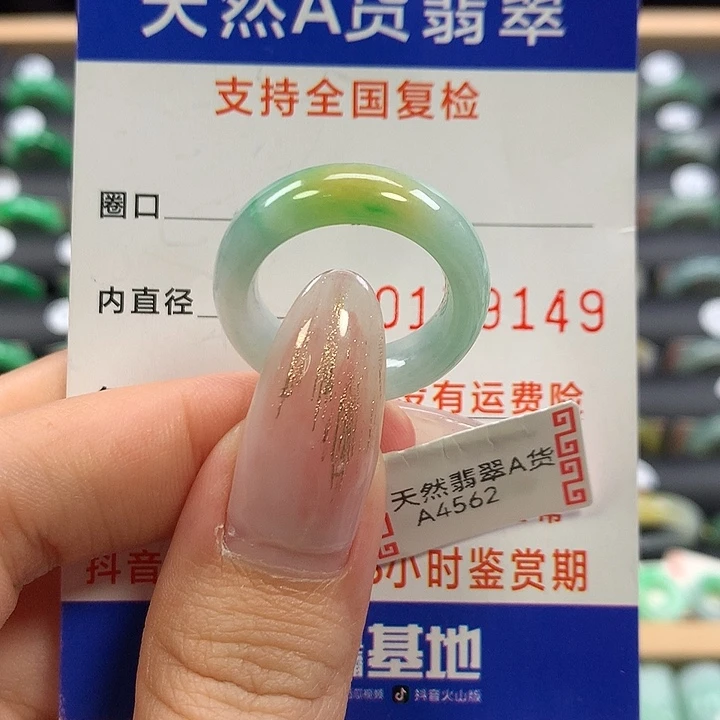 天然A货翡翠
支持全国复检
圈口
内直径
01 9149
没有运费险
天然翡翠A货
A4562
抖音
小时鉴赏期
基地
抖音火山版